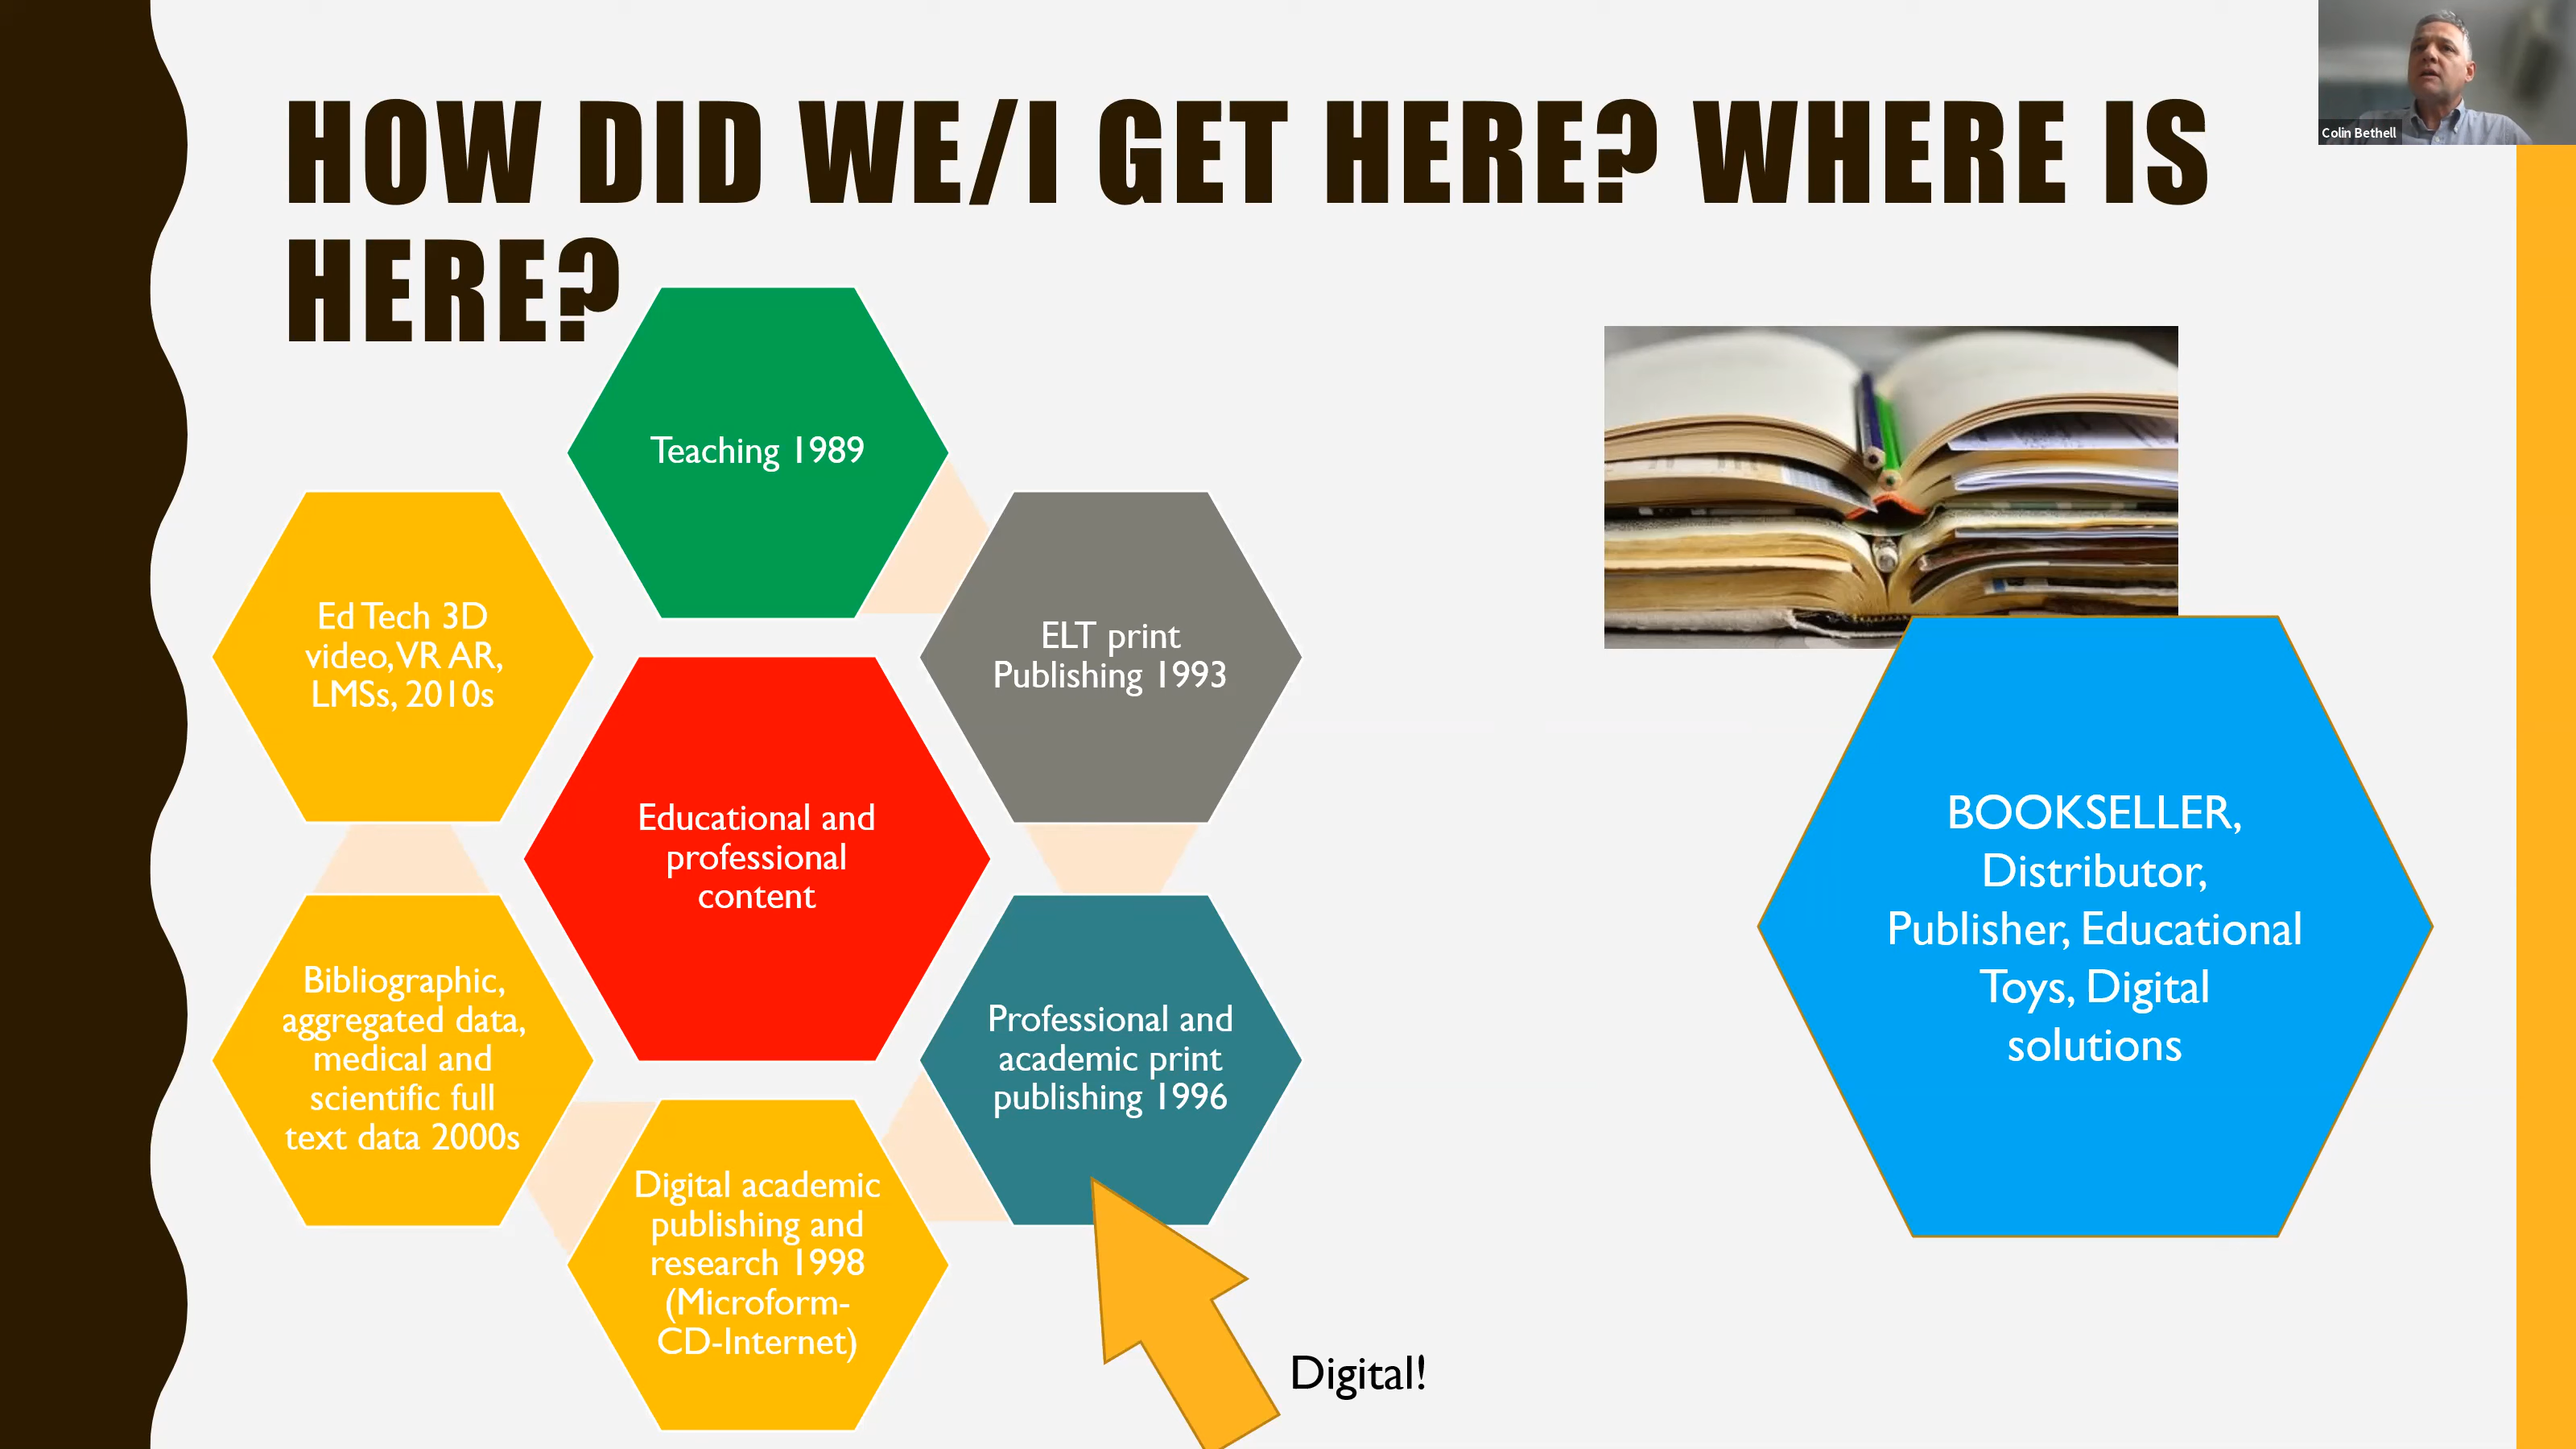 Colin Bethell
HOW DID WE/I GET HERE? WHERE IS
HERE?
Teaching 1989
ELT print
Publishing 1993
Professional and
academic print
publishing 1996
Digital academic
publishing and
research 1998
(Microform-
CD-Internet)
Bibliographic,
aggregated data,
medical and
scientific full
text data 2000s
Ed Tech 3D
video, VR AR,
LMSs, 2010s
Educational and
professional
content
Digital!
BOOKSELLER,
Distributor,
Publisher, Educational
Toys, Digital
solutions